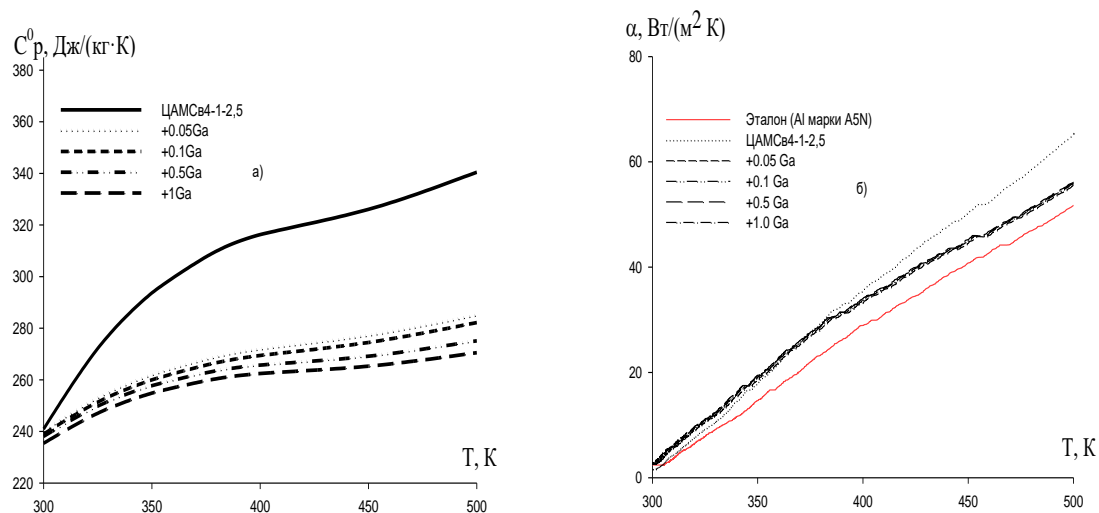 C⁰p, Дж/(кг·К)
380
360
340
320
300
280
260
240
220
300
350
400
450
500
ЦАМСв4-1-2,5
+0.05Ga
+0.1Ga
+0.5Ga
+1Ga
а)
T, К
α, Вт/(м² К)
80
60
40
20
0
300
350
400
450
500
Эталон (Al марки А5N)
ЦАМСв4-1-2,5
+0.05 Ga
+0.1 Ga
+0.5 Ga
+1.0 Ga
б)
T, К